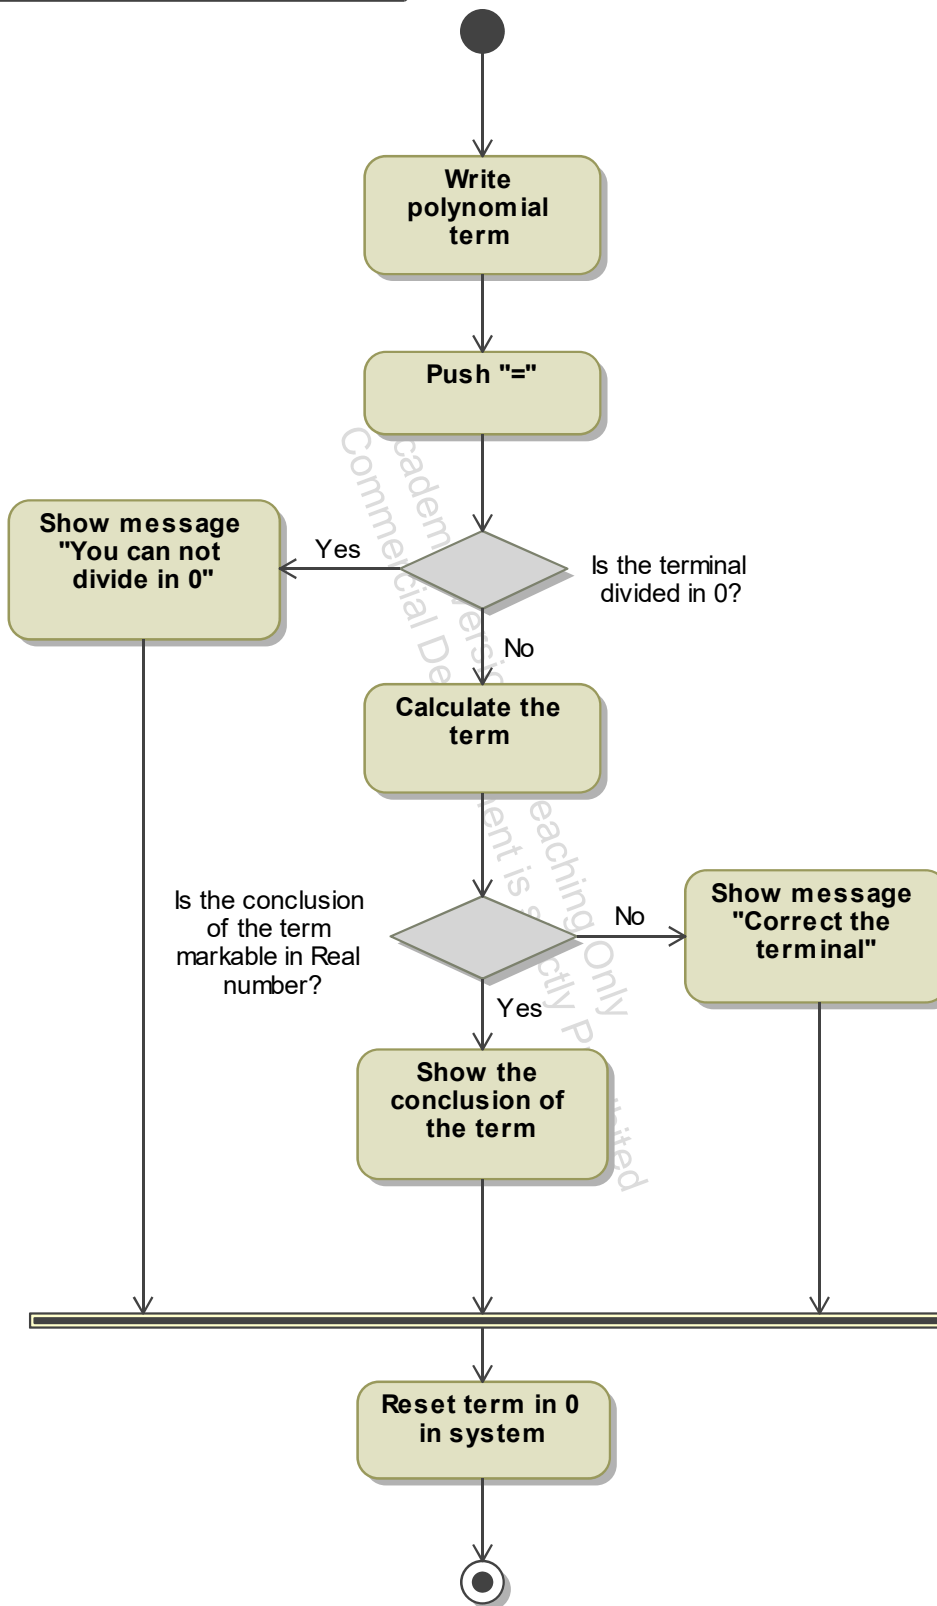 Write
polynomial
term
Push "="
Show message
"You can not
divide in 0"
Yes
Is the terminal
divided in 0?
No
Calculate the
term
Is the conclusion
of the term
markable in Real
number?
No
Show message
"Correct the
terminal"
Yes
Show the
conclusion of
the term
Reset term in 0
in system
Commercial
Only